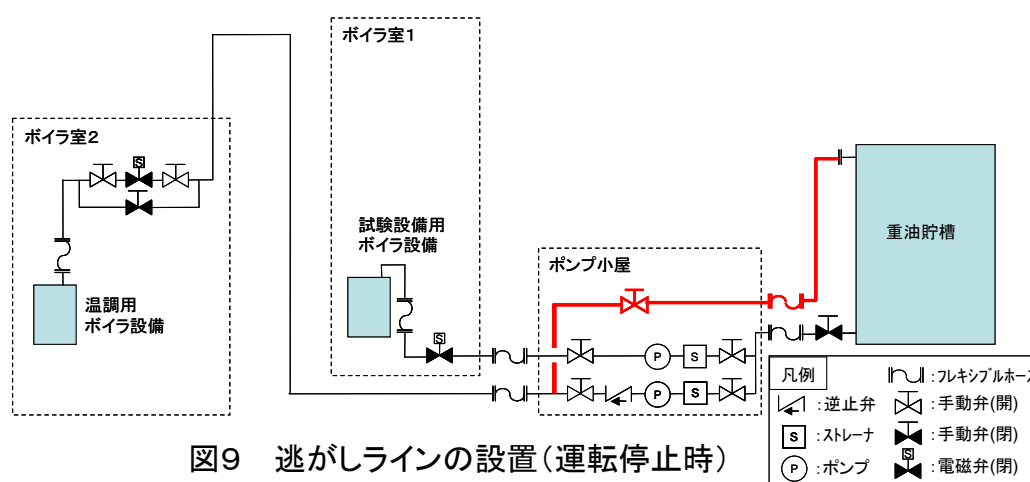 ボイラ室1
ボイラ室2
S
温調用
ボイラ設備
試験設備用
ボイラ設備
S
ポンプ小屋
重油貯槽
P
S
P
S
凡例
:フレキシブルホース
:逆止弁
:手動弁(開)
S
:ストレーナ
:手動弁(閉)
P
:ポンプ
S
:電磁弁(閉)
図9 逃がしラインの設置(運転停止時)